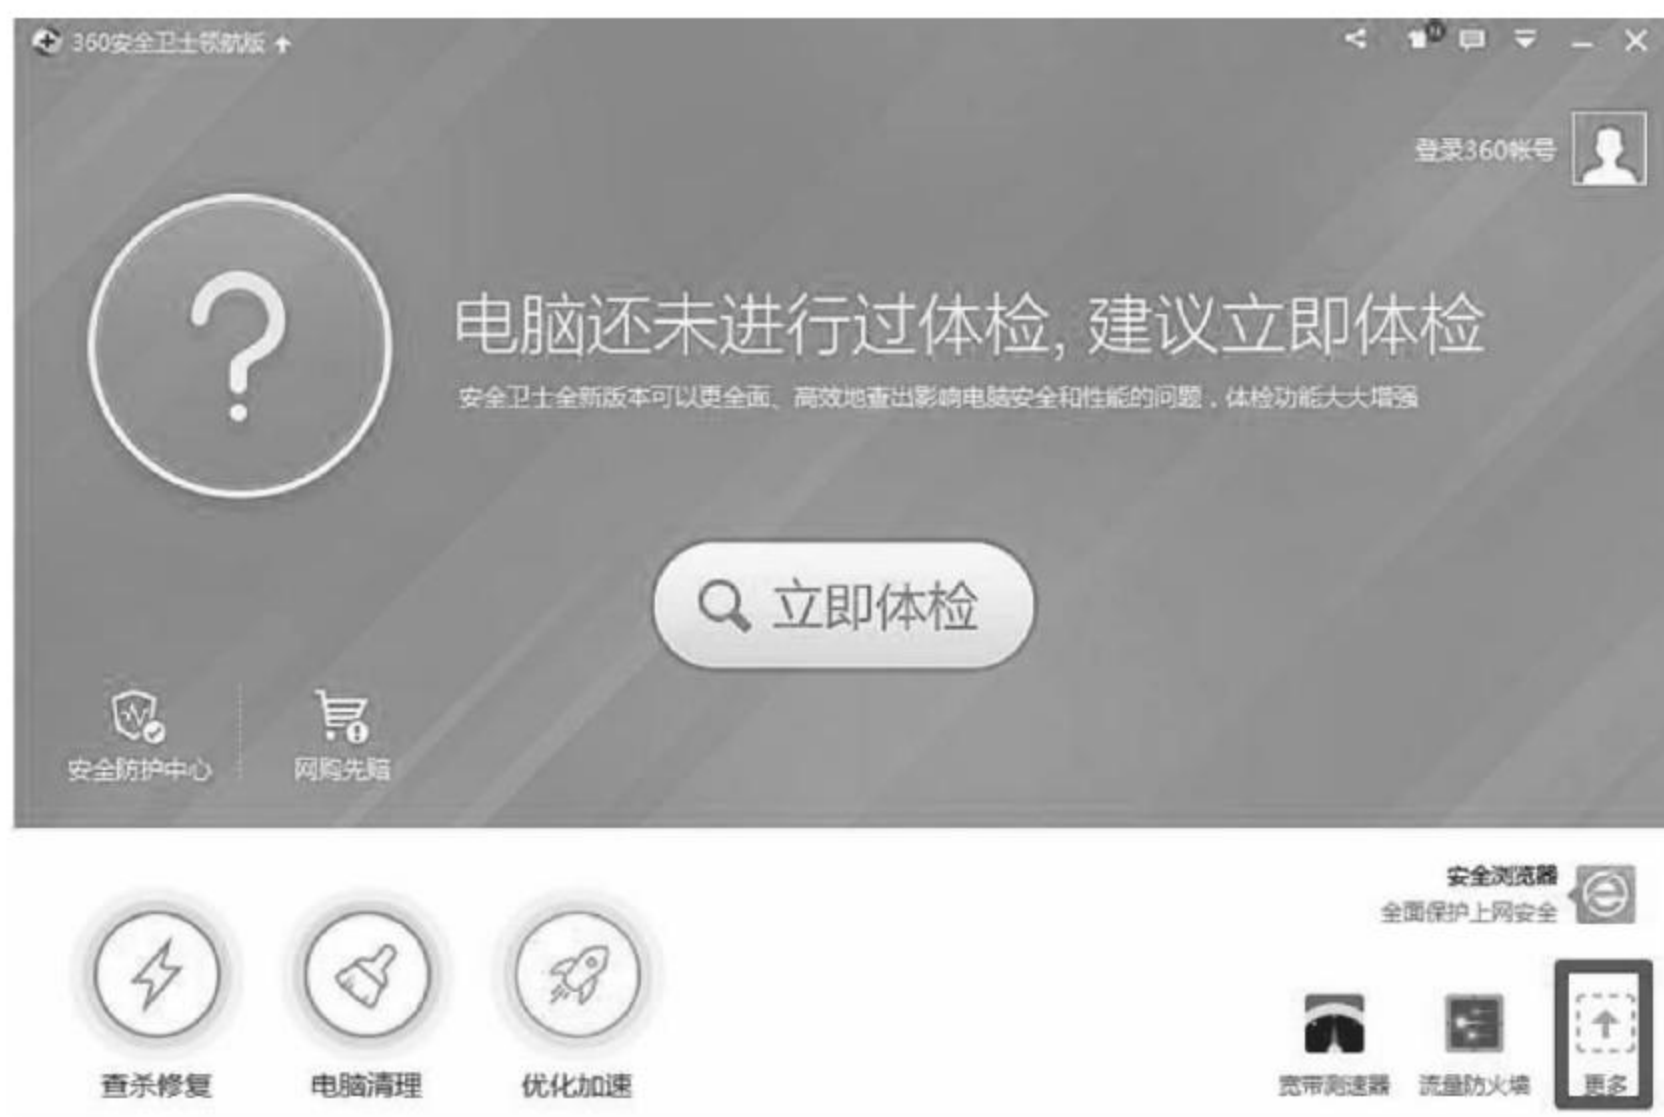 360安全卫士领航版
登录360帐号
电脑还未进行过体检，建议立即体检
安全卫士全新版本可以更全面、高效地查出影响电脑安全和性能的问题，体检功能大大增强
立即体检
安全防护中心
网购先赔
安全浏览器
全面保护上网安全
查杀修复
电脑清理
优化加速
宽带测速器
流量防火墙
更多